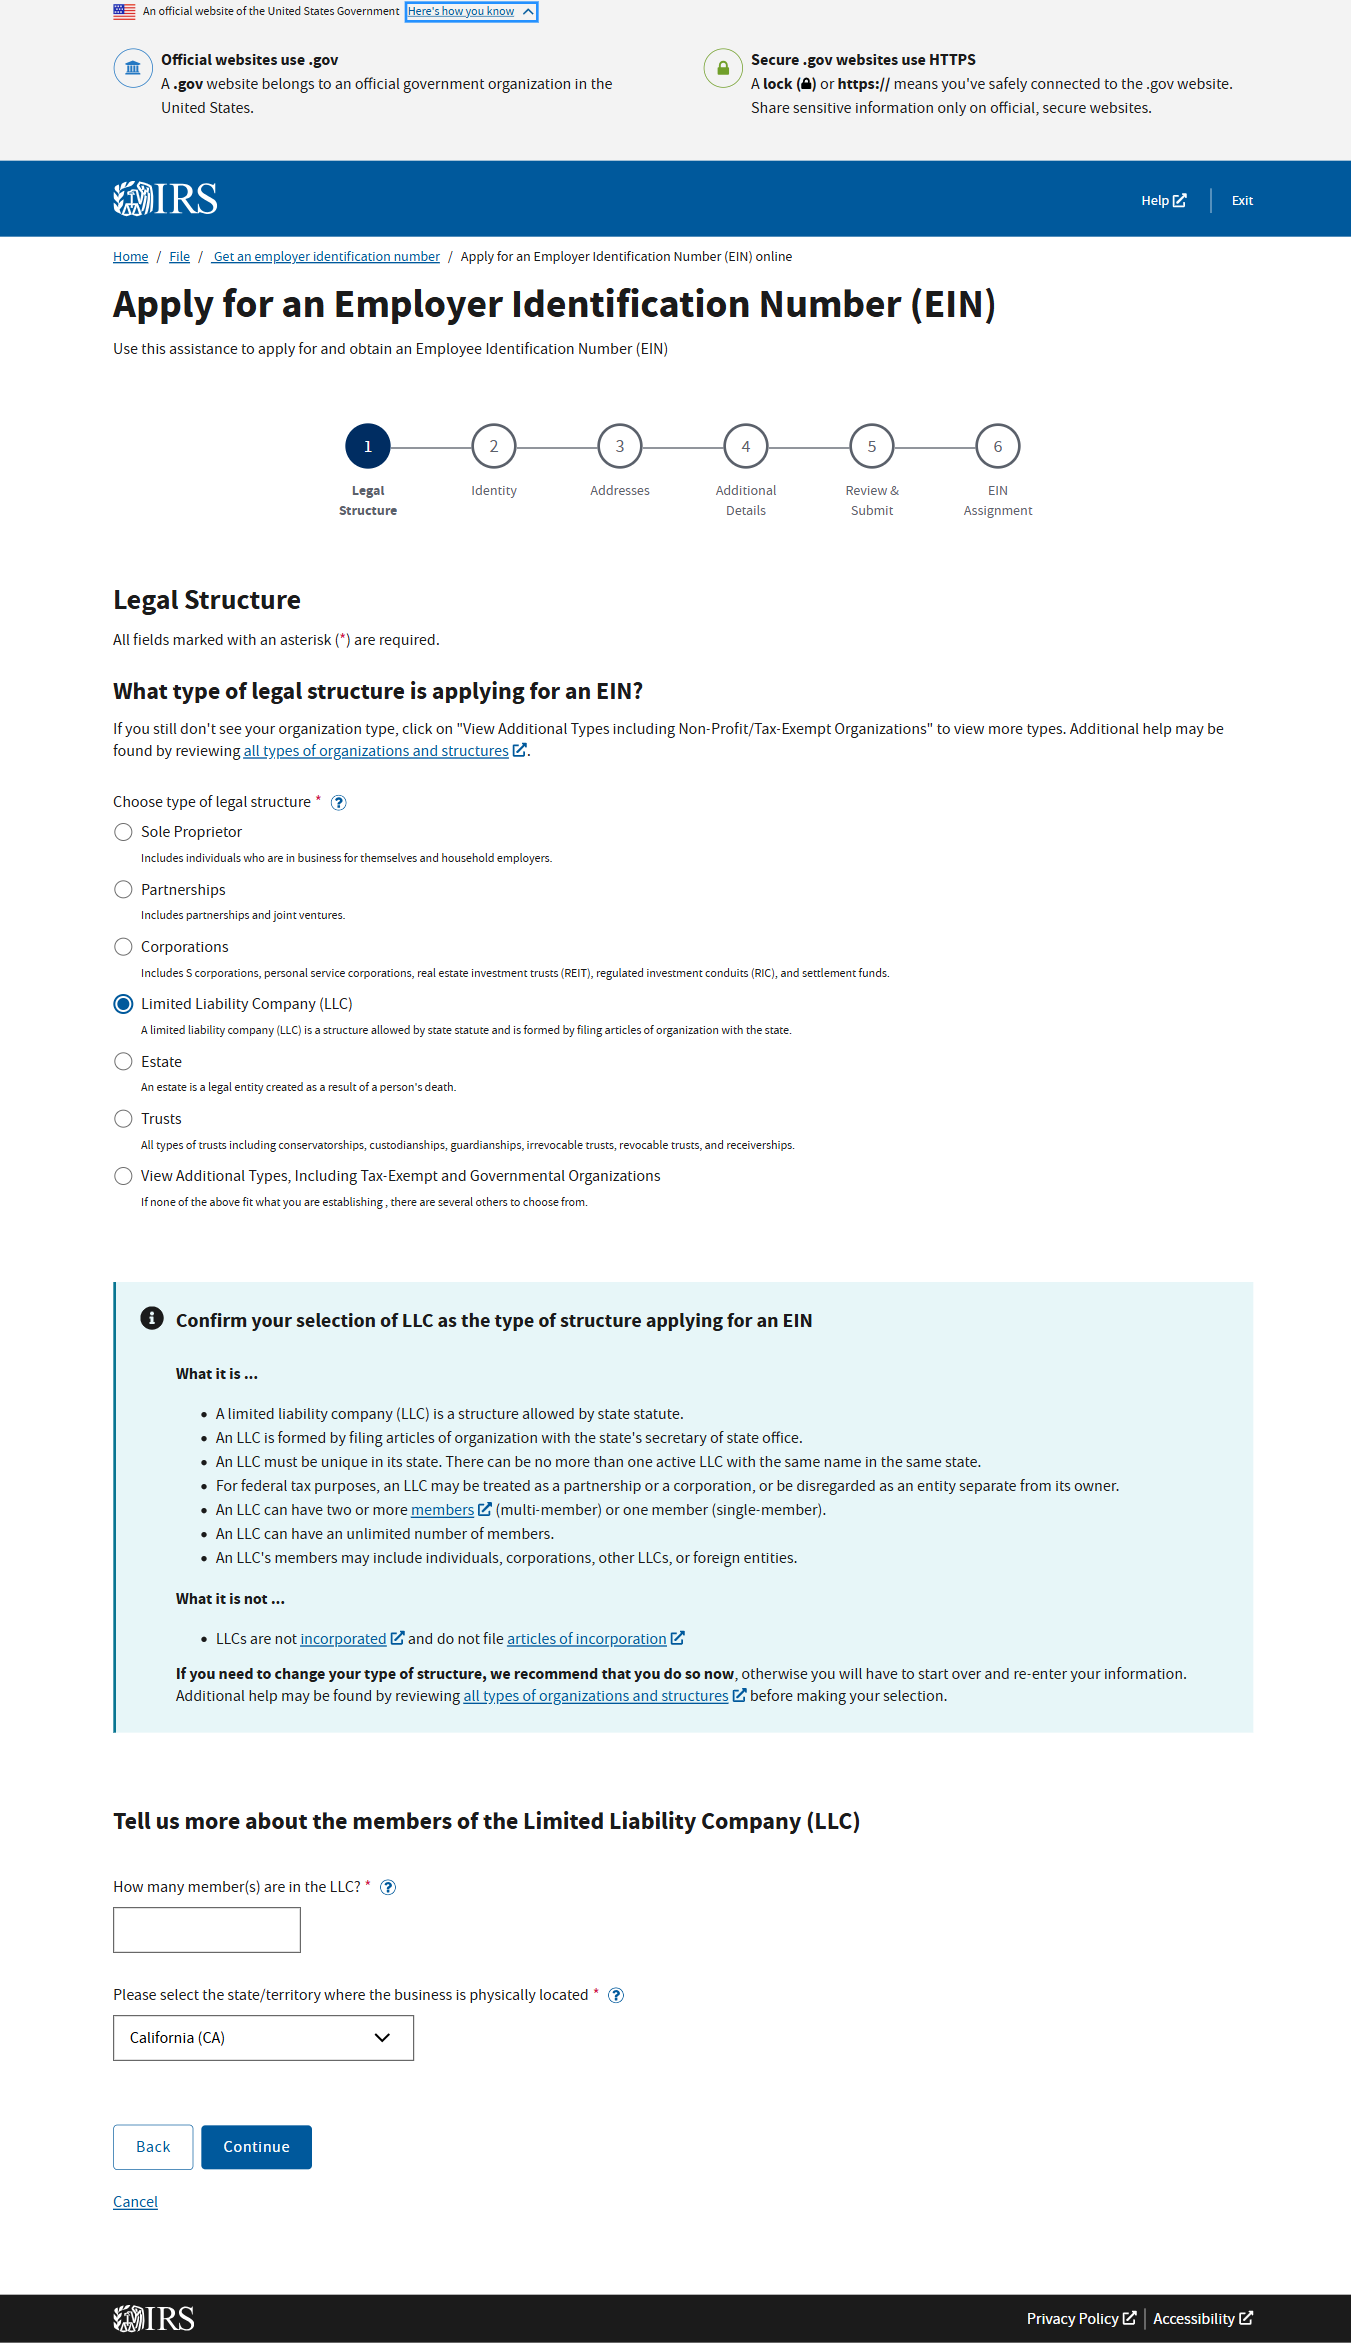 An official website of the United States Government Here's how you know
Official websites use .gov
A .gov website belongs to an official government organization in the
United States.
Secure .gov websites use HTTPS
A lock () or https:// means you've safely connected to the .gov website.
Share sensitive information only on official, secure websites.
IRS
Help
Exit
Home / File / Get an employer identification number / Apply for an Employer Identification Number (EIN) online
Apply for an Employer Identification Number (EIN)
Use this assistance to apply for and obtain an Employee Identification Number (EIN)
1
Legal
Structure
2
Identity
3
Addresses
4
Additional
Details
5
Review &
Submit
6
EIN
Assignment
Legal Structure
All fields marked with an asterisk (*) are required.
What type of legal structure is applying for an EIN?
If you still don't see your organization type, click on "View Additional Types including Non-Profit/Tax-Exempt Organizations" to view more types. Additional help may be
found by reviewing all types of organizations and structures.
Choose type of legal structure * ?
Sole Proprietor
Includes individuals who are in business for themselves and household employers.
Partnerships
Includes partnerships and joint ventures.
Corporations
Includes S corporations, personal service corporations, real estate investment trusts (REIT), regulated investment conduits (RIC), and settlement funds.
Limited Liability Company (LLC)
A limited liability company (LLC) is a structure allowed by state statute and is formed by filing articles of organization with the state.
Estate
An estate is a legal entity created as a result of a person's death.
Trusts
All types of trusts including conservatorships, custodianships, guardianships, irrevocable trusts, revocable trusts, and receiverships.
View Additional Types, Including Tax-Exempt and Governmental Organizations
If none of the above fit what you are establishing , there are several others to choose from.
Confirm your selection of LLC as the type of structure applying for an EIN
What it is ...
• A limited liability company (LLC) is a structure allowed by state statute.
• An LLC is formed by filing articles of organization with the state's secretary of state office.
• An LLC must be unique in its state. There can be no more than one active LLC with the same name in the same state.
• For federal tax purposes, an LLC may be treated as a partnership or a corporation, or be disregarded as an entity separate from its owner.
• An LLC can have two or more members (multi-member) or one member (single-member).
• An LLC can have an unlimited number of members.
• An LLC's members may include individuals, corporations, other LLCs, or foreign entities.
What it is not ...
• LLCs are not incorporated and do not file articles of incorporation
If you need to change your type of structure, we recommend that you do so now, otherwise you will have to start over and re-enter your information.
Additional help may be found by reviewing all types of organizations and structures before making your selection.
Tell us more about the members of the Limited Liability Company (LLC)
How many member(s) are in the LLC? * ?
Please select the state/territory where the business is physically located * ?
California (CA)
Back
Continue
Cancel
IRS
Privacy Policy | Accessibility